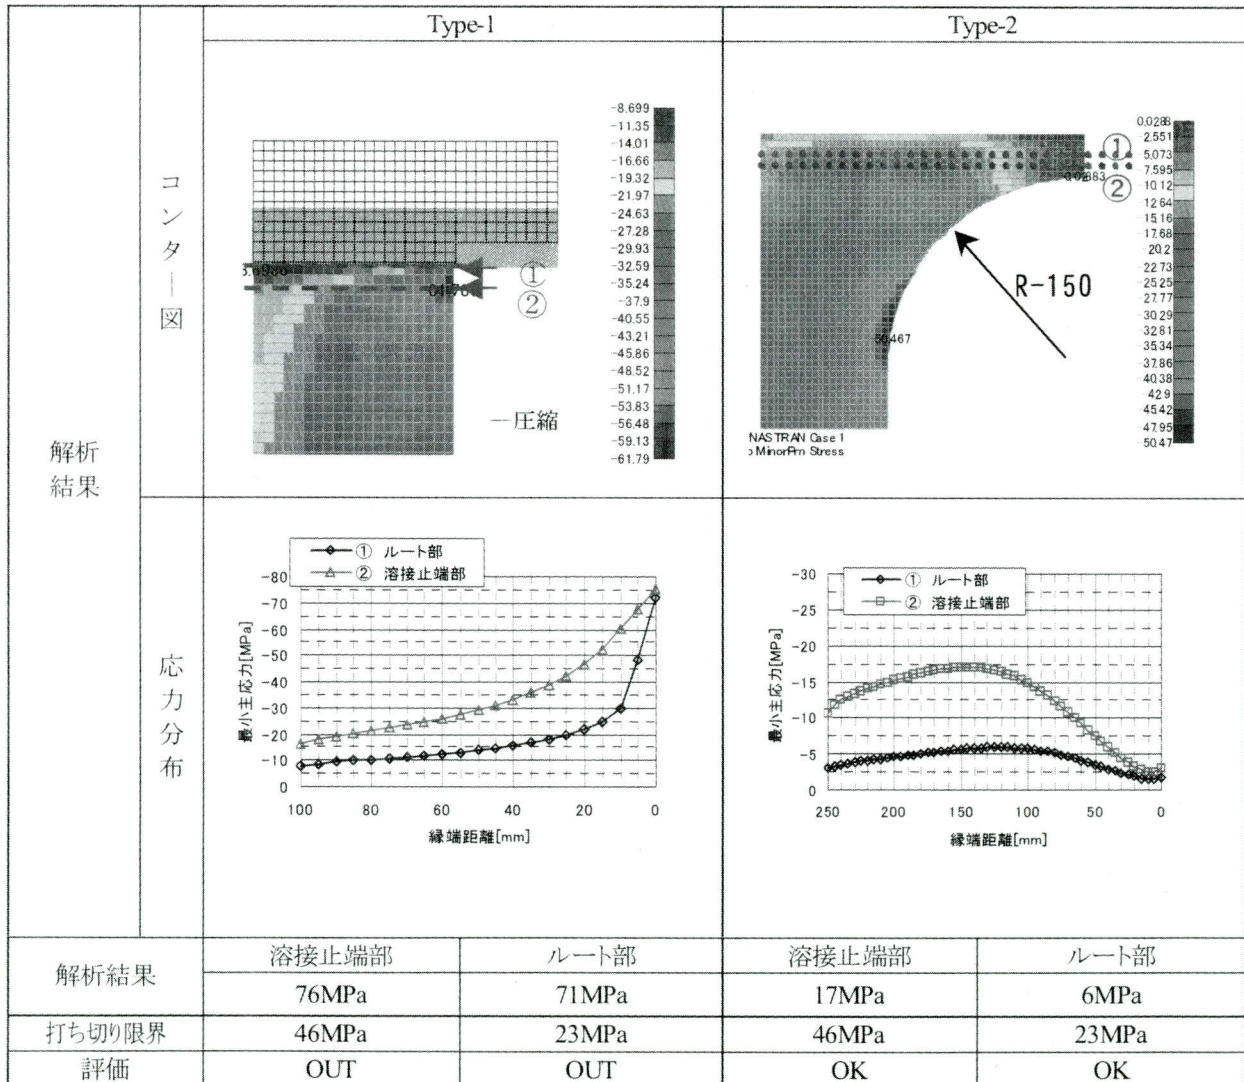 Type-1
Type-2
解析
結果
コンター図
-8.699
-11.35
-14.01
-16.66
-19.32
-21.97
-24.63
-27.28
-29.93
-32.59
-35.24
-37.9
-40.55
-43.21
-45.86
-48.52
-51.17
-53.83
-56.48
-59.13
-61.79
①
②
－圧縮
0.0288
-2.551
-5.073
-7.595
-10.12
-12.64
-15.16
-17.68
-20.2
-22.73
-25.25
-27.77
-30.29
-32.81
-35.34
-37.86
-40.38
-42.9
-45.42
-47.95
-50.47
①
②
R-150
NASTRAN Case 1
MinorPrn Stress
応力分布
① ルート部
② 溶接止端部
最小主応力[MPa]
-80
-70
-60
-50
-40
-30
-20
-10
0
100 80 60 40 20 0
縁端距離[mm]
① ルート部
② 溶接止端部
最小主応力[MPa]
-30
-25
-20
-15
-10
-5
0
250 200 150 100 50 0
縁端距離[mm]
解析結果
溶接止端部 ルート部 溶接止端部 ルート部
76MPa 71MPa 17MPa 6MPa
打ち切り限界 46MPa 23MPa 46MPa 23MPa
評価 OUT OUT OK OK